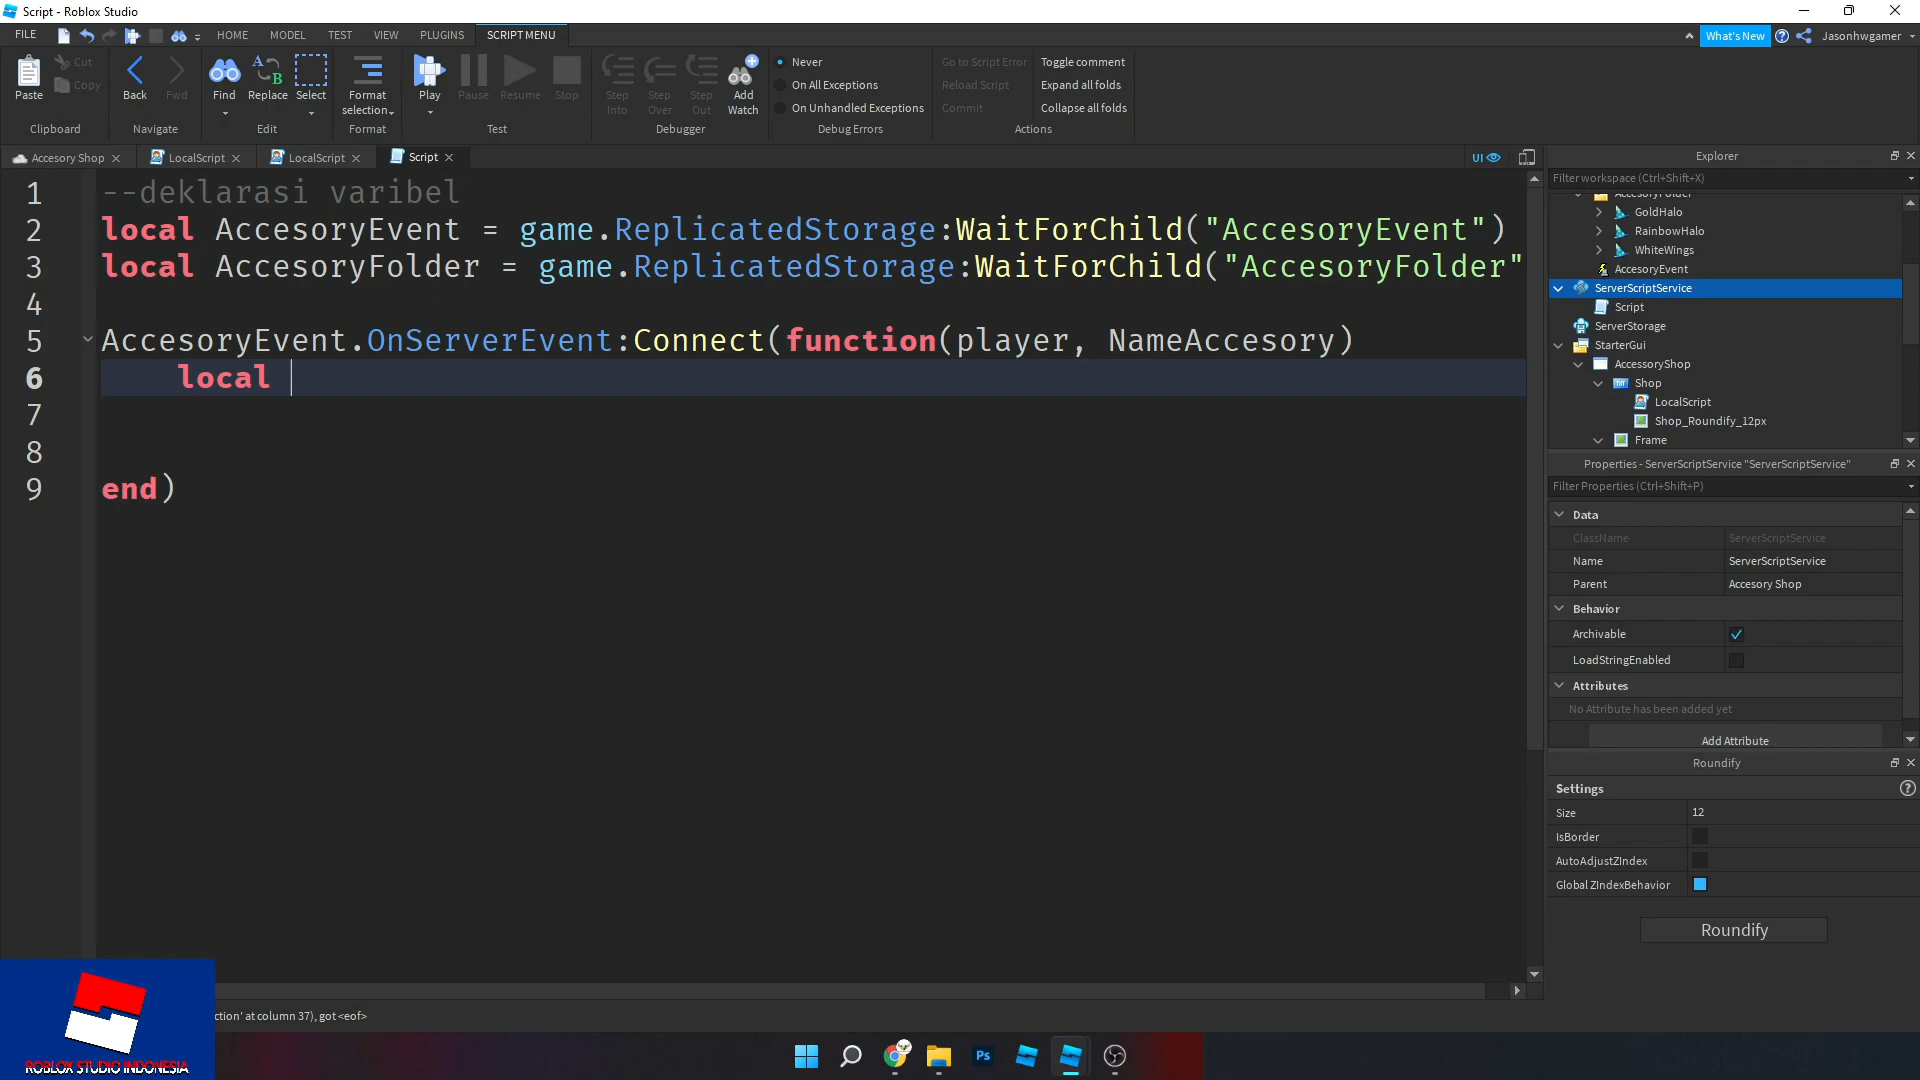 Script - Roblox Studio
FILE HOME MODEL TEST VIEW PLUGINS SCRIPT MENU What's New Jasonhwgamer
Paste Cut Copy Back Fwd Find Replace Select Format selection Play Pause Resume Stop Step Into Step Over Step Out Add Watch
Never
On All Exceptions
On Unhandled Exceptions
Go to Script Error
Reload Script
Commit
Toggle comment
Expand all folds
Collapse all folds
Clipboard Navigate Edit Format Test Debugger Debug Errors Actions
Accesory Shop LocalScript LocalScript Script UI
1 --deklarasi varibel
2 local AccesoryEvent = game.ReplicatedStorage:WaitForChild("AccesoryEvent")
3 local AccesoryFolder = game.ReplicatedStorage:WaitForChild("AccesoryFolder"
4
5 AccesoryEvent.OnServerEvent:Connect(function(player, NameAccesory)
6 local
7
8
9 end)
ction' at column 37), got <eof>
Explorer
Filter workspace (Ctrl+Shift+X)
AccesoryFolder
GoldHalo
RainbowHalo
WhiteWings
AccesoryEvent
ServerScriptService
Script
ServerStorage
StarterGui
AccessoryShop
Shop
LocalScript
Shop_Roundify_12px
Frame
Properties - ServerScriptService "ServerScriptService"
Filter Properties (Ctrl+Shift+P)
Data
ClassName ServerScriptService
Name ServerScriptService
Parent Accesory Shop
Behavior
Archivable
LoadStringEnabled
Attributes
No Attribute has been added yet
Add Attribute
Roundify
Settings
Size 12
IsBorder
AutoAdjustZIndex
Global ZIndexBehavior
Roundify
ROBLOX STUDIO INDONESIA
Ps